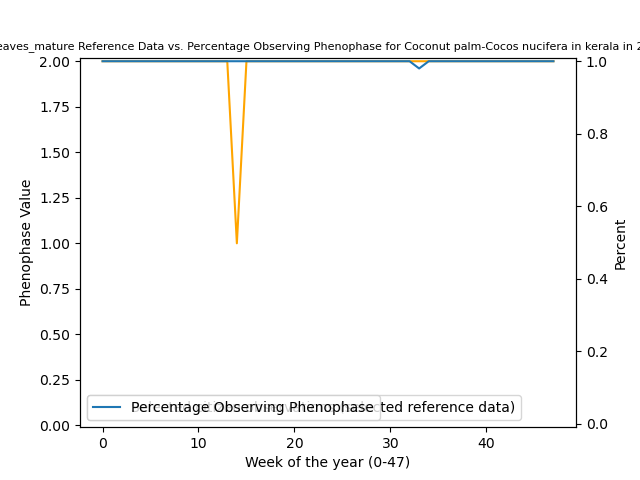 eaves_mature Reference Data vs. Percentage Observing Phenophase for Coconut palm-Cocos nucifera in kerala in 2
2.00
1.75
1.50
1.25
1.00
0.75
0.50
0.25
0.00
Phenophase Value
1.0
0.8
0.6
0.4
0.2
0.0
Percent
Percentage Observing Phenophase ted reference data)
0 10 20 30 40
Week of the year (0-47)